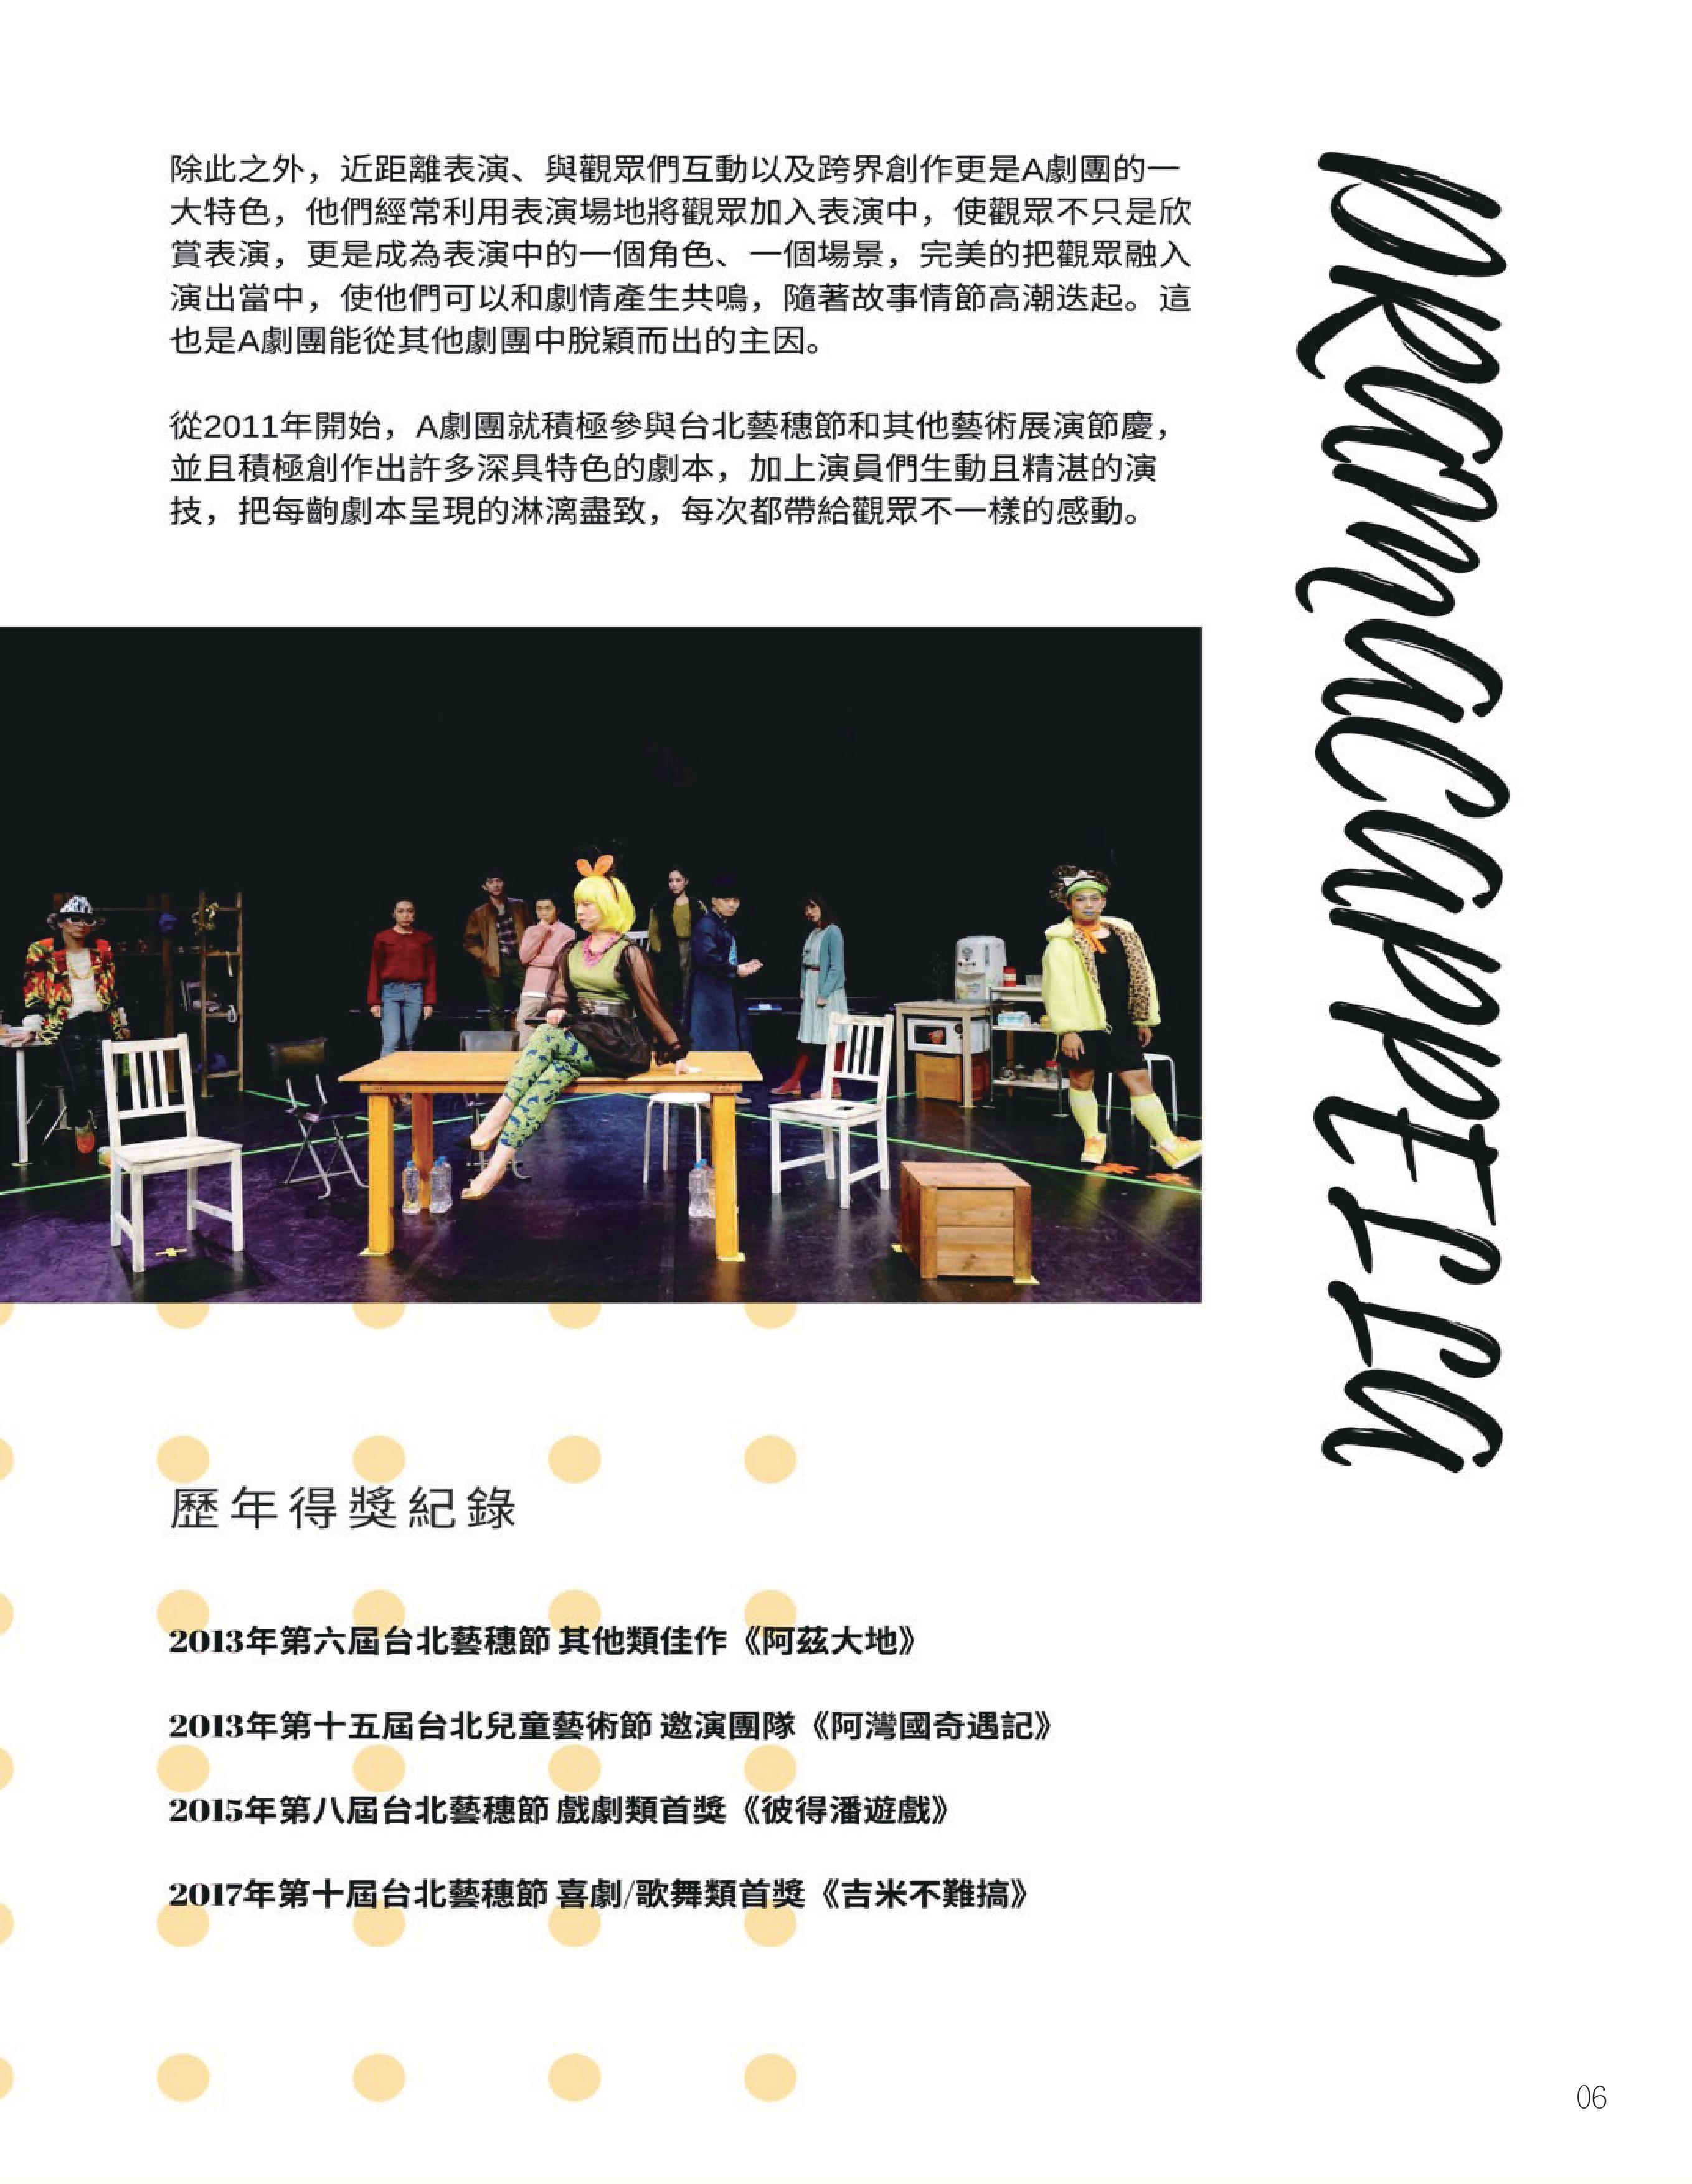 除此之外，近距離表演、與觀眾們互動以及跨界創作更是A劇團的一
大特色，他們經常利用表演場地將觀眾加入表演中，使觀眾不只是欣
賞表演，更是成為表演中的一個角色、一個場景，完美的把觀眾融入
演出當中，使他們可以和劇情產生共鳴，隨著故事情節高潮迭起。這
也是A劇團能從其他劇團中脫穎而出的主因。
從2011年開始，A劇團就積極參與台北藝穗節和其他藝術展演節慶，
並且積極創作出許多深具特色的劇本，加上演員們生動且精湛的演
技，把每齣劇本呈現的淋漓盡致，每次都帶給觀眾不一樣的感動。
DRamacappella
歷年得獎紀錄
2013年第六屆台北藝穗節 其他類佳作《阿茲大地》
2013年第十五屆台北兒童藝術節 邀演團隊《阿灣國奇遇記》
2015年第八屆台北藝穗節 戲劇類首獎《彼得潘遊戲》
2017年第十屆台北藝穗節 喜劇/歌舞類首獎《吉米不難搞》
06